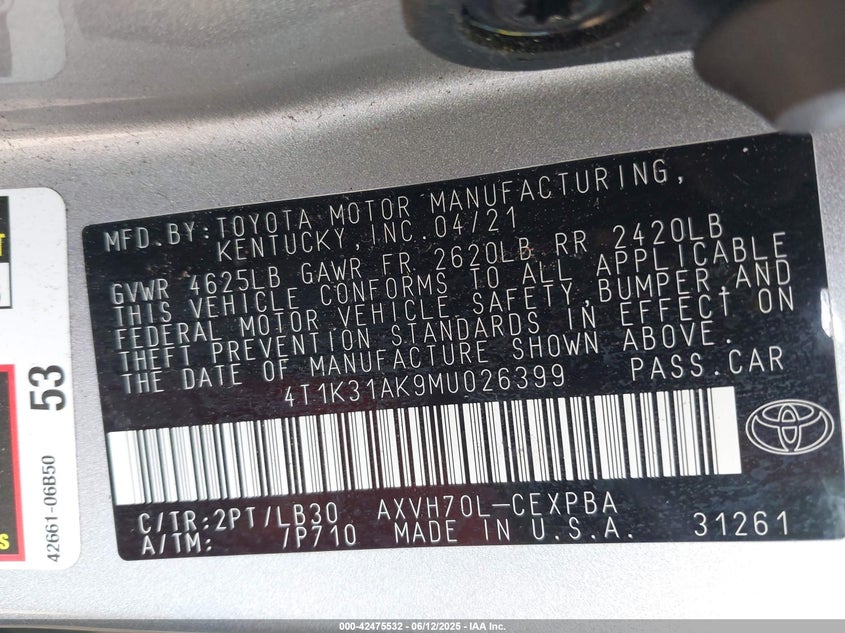 MFD.BY: TOYOTA MOTOR MANUFACTURING,
KENTUCKY, INC. 04/21
GVWR 4625LB GAWR FR 2620LB RR 2420LB
THIS VEHICLE CONFORMS TO ALL APPLICABLE
FEDERAL MOTOR VEHICLE SAFETY, BUMPER, AND
THEFT PREVENTION STANDARDS IN EFFECT ON
THE DATE OF MANUFACTURE SHOWN ABOVE.
4T1K31AK9MU026399 PASS.CAR
C/TR: 2PT/LB30 AXVH70L-CEXPBA
A/TM: /P710 MADE IN U.S.A. 31261
53
42661-06B50
000-42475532 - 06/12/2025 - IAA Inc.